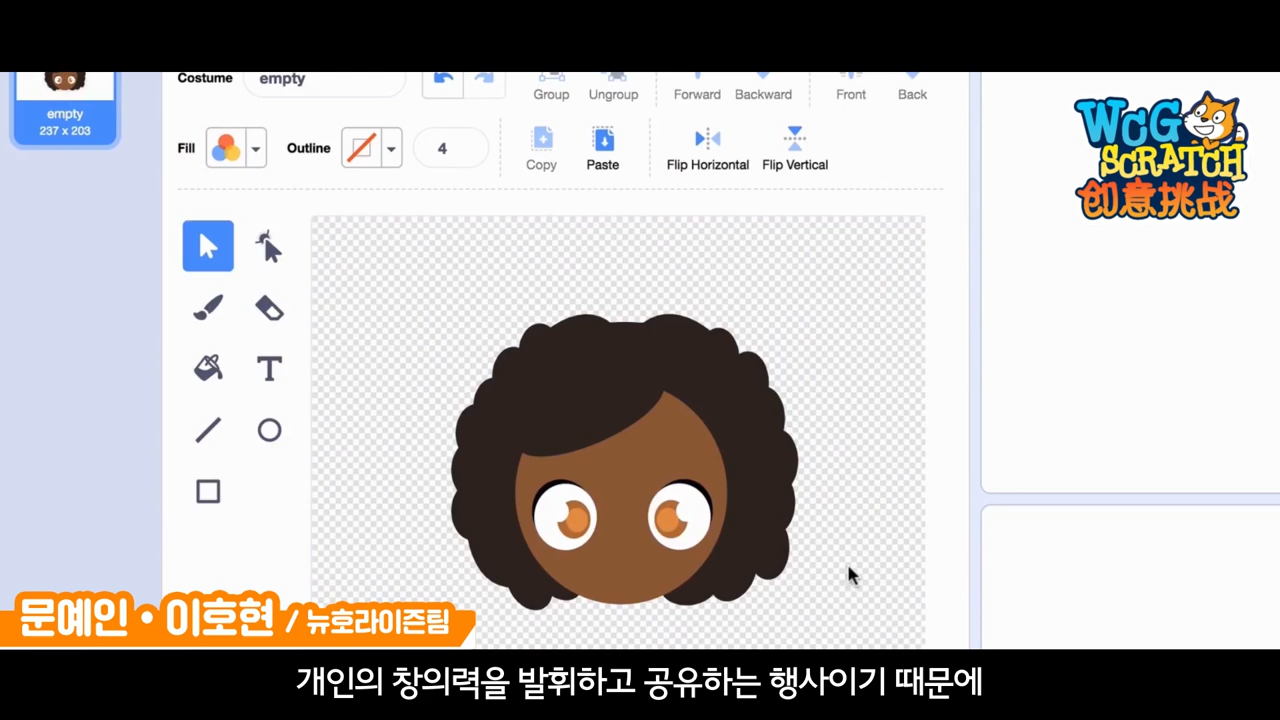 Costume
empty
Group
Ungroup
Forward
Backward
Front
Back
empty
237 x 203
Fill
Outline
4
Copy
Paste
Flip Horizontal
Flip Vertical
WCG
SCRATCH
创意挑战
T
문예인・이호현 / 뉴호라이즌팀
개인의 창의력을 발휘하고 공유하는 행사이기 때문에